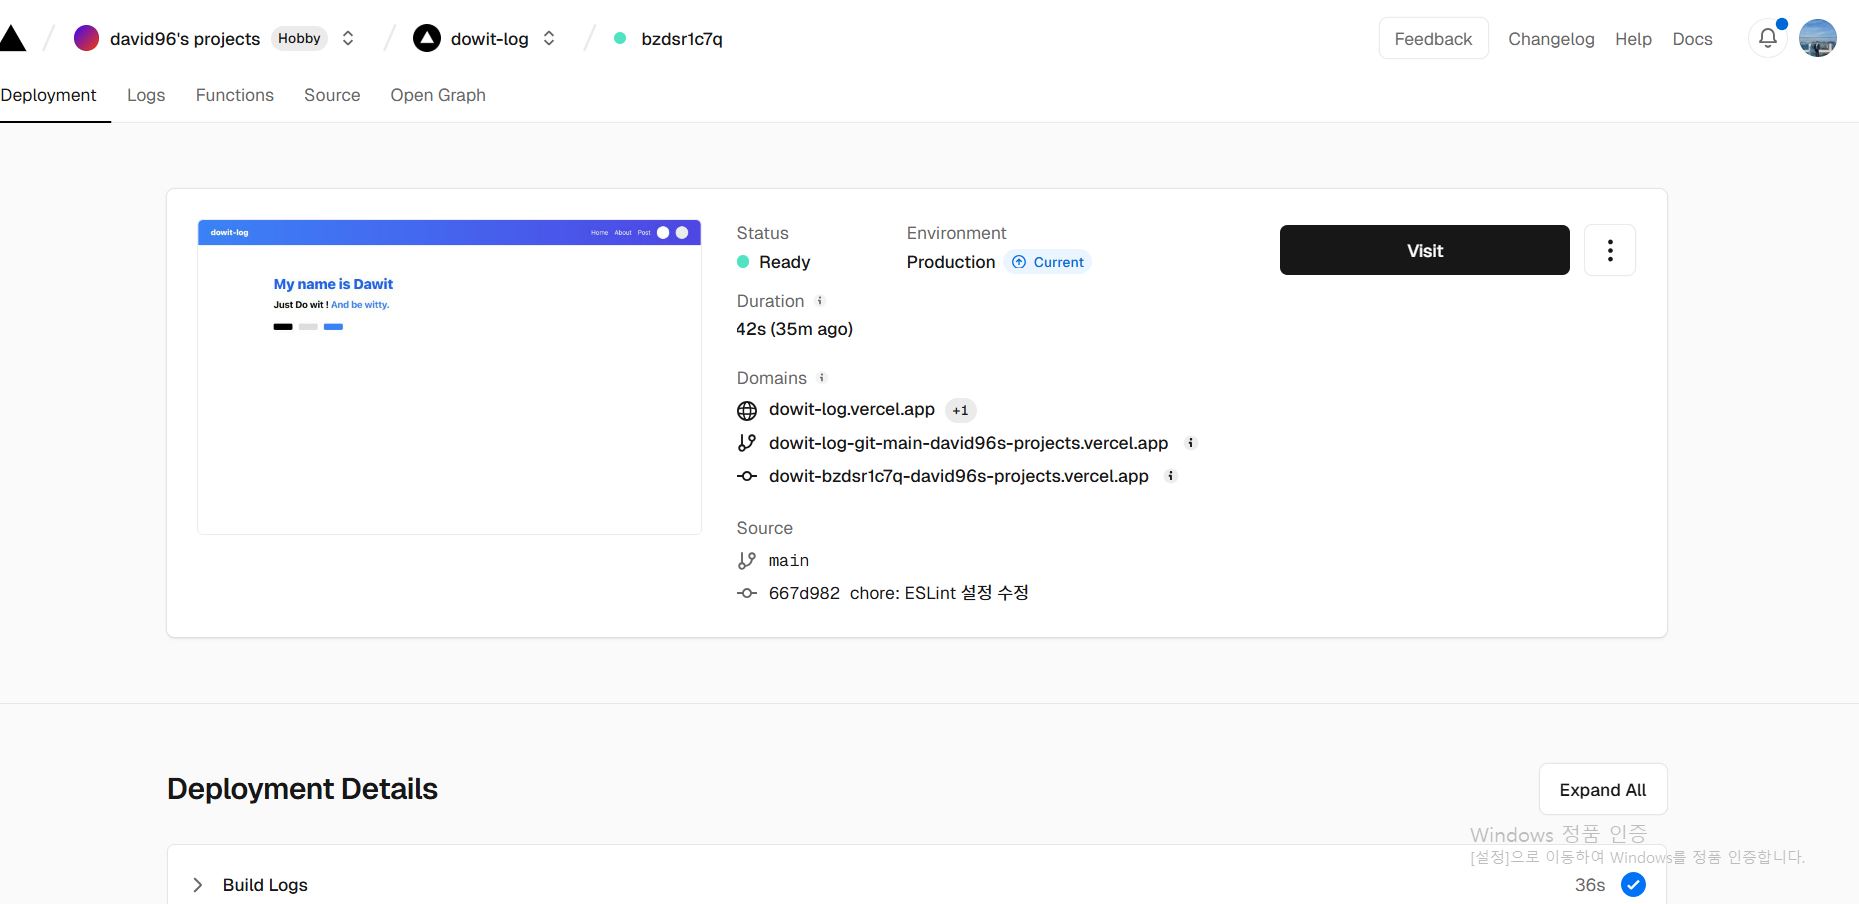 david96's projects Hobby dowit-log bzdsr1c7q Feedback Changelog Help Docs
Deployment Logs Functions Source Open Graph
dowit-log Home About Post
My name is Dawit
Just Do wit ! And be witty.
Status Environment
Ready Production Current
Visit
Duration
42s (35m ago)
Domains
dowit-log.vercel.app +1
dowit-log-git-main-david96s-projects.vercel.app
dowit-bzdsr1c7q-david96s-projects.vercel.app
Source
main
667d982 chore: ESLint 설정 수정
Deployment Details
Expand All
Windows 정품 인증
[설정]으로 이동하여 Windows를 정품 인증합니다.
Build Logs 36s